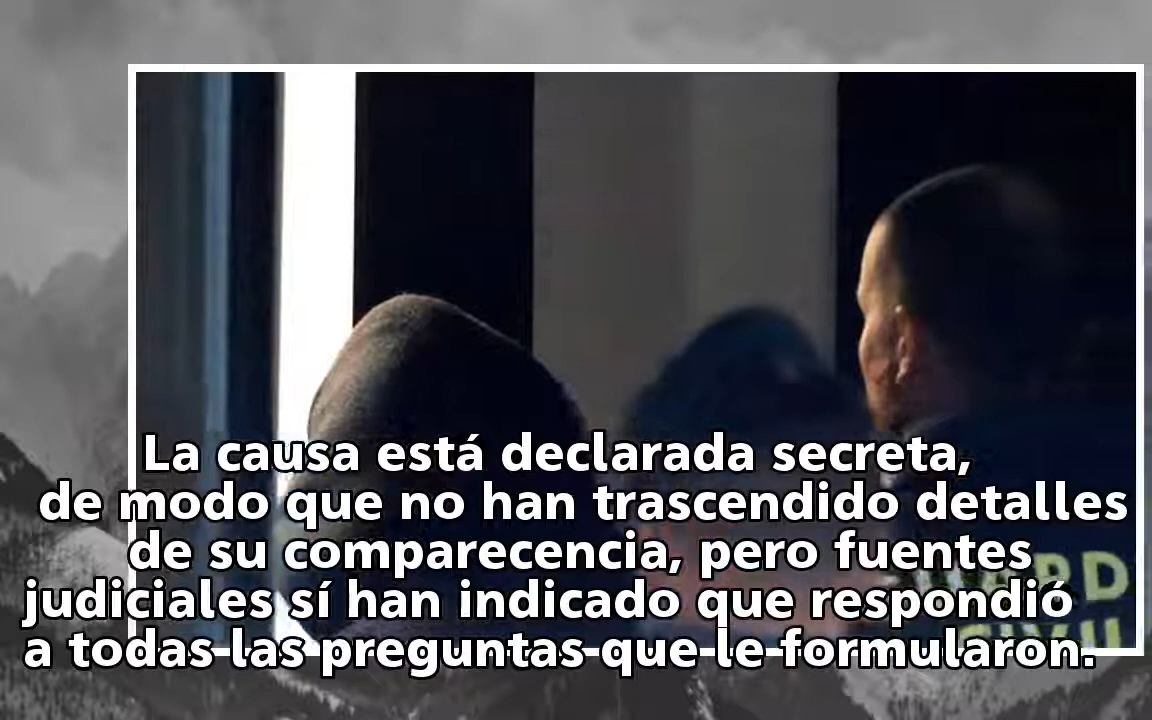 La causa está declarada secreta,
de modo que no han trascendido detalles
de su comparecencia, pero fuentes
judiciales sí han indicado que respondió
a todas las preguntas que le formularon.